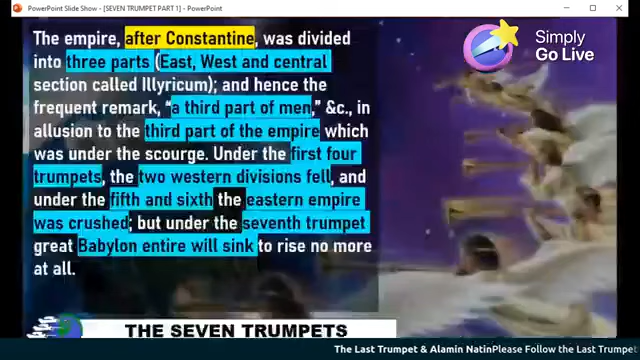 PowerPoint Slide Show - [SEVEN TRUMPET PART 1] - PowerPoint
The empire, after Constantine, was divided
into three parts (East, West and central
section called Illyricum); and hence the
frequent remark, “a third part of men,” &c., in
allusion to the third part of the empire which
was under the scourge. Under the first four
trumpets, the two western divisions fell, and
under the fifth and sixth the eastern empire
was crushed; but under the seventh trumpet
great Babylon entire will sink to rise no more
at all.
Simply
Go Live
THE SEVEN TRUMPETS
The Last Trumpet & Alamin NatinPlease Follow the Last Trumpet